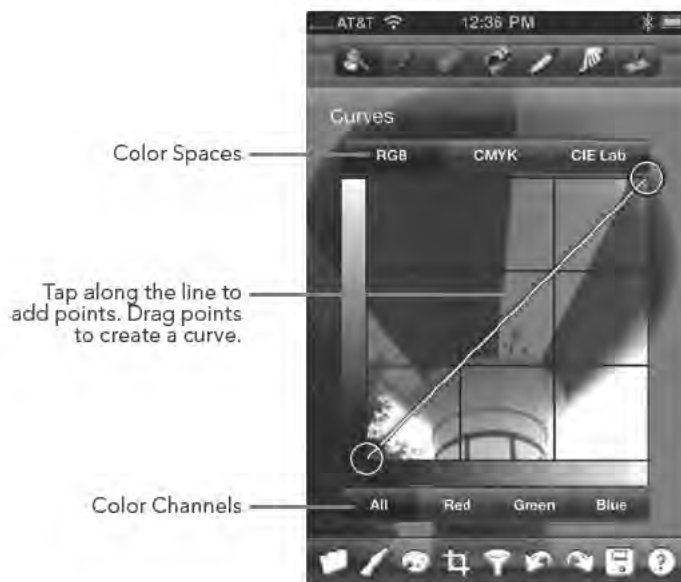 AT&T 12:36 PM
Curves
Color Spaces
RGB CMYK CIE Lab
Tap along the line to
add points. Drag points
to create a curve.
Color Channels
All Red Green Blue
?